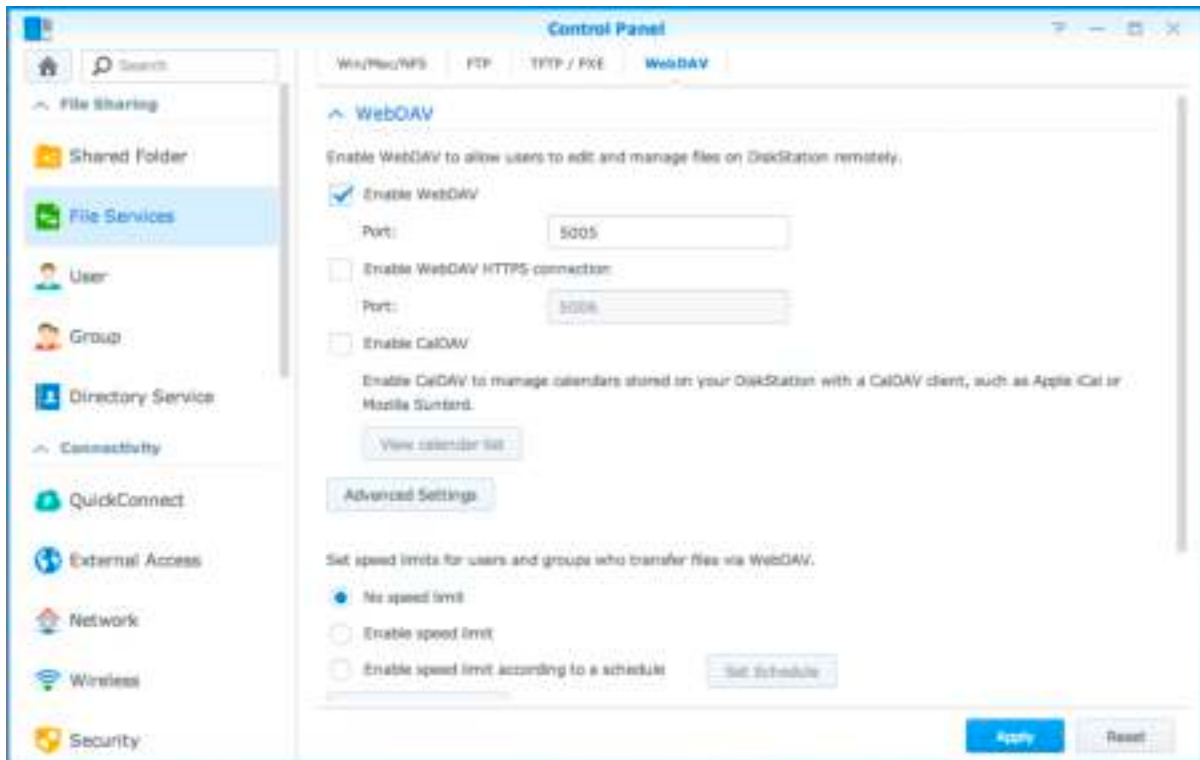 Control Panel
Search
Win/Mac/NFS FTP TFTP / PXE WebDAV
File Sharing
Shared Folder
File Services
User
Group
Directory Service
Connectivity
QuickConnect
External Access
Network
Wireless
Security
WebDAV
Enable WebDAV to allow users to edit and manage files on DiskStation remotely.
Enable WebDAV
Port: 5005
Enable WebDAV HTTPS connection
Port: 5006
Enable CalDAV
Enable CalDAV to manage calendars stored on your DiskStation with a CalDAV client, such as Apple iCal or
Mozilla Sunbird.
View calendar list
Advanced Settings
Set speed limits for users and groups who transfer files via WebDAV.
No speed limit
Enable speed limit
Enable speed limit according to a schedule Set Schedule
Apply Reset